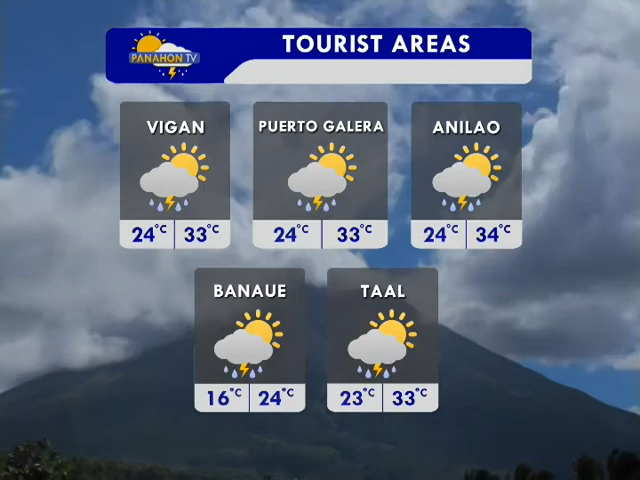 PANAHON TV
TOURIST AREAS
VIGAN
24°C 33°C
PUERTO GALERA
24°C 33°C
ANILAO
24°C 34°C
BANAUE
16°C 24°C
TAAL
23°C 33°C